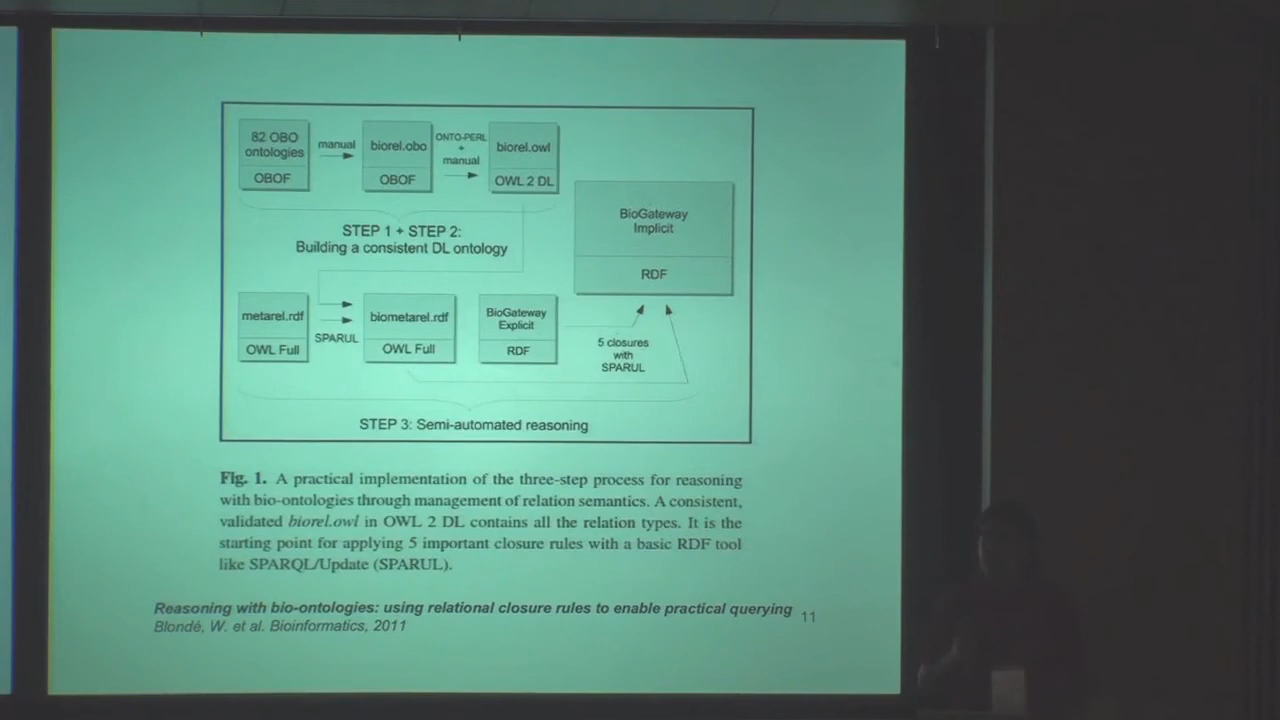 82 OBO
ontologies
OBOF
manual
biorel.obo
OBOF
ONTO-PERL
+
manual
biorel.owl
OWL 2 DL
STEP 1 + STEP 2:
Building a consistent DL ontology
BioGateway
Implicit
RDF
metarel.rdf
OWL Full
SPARUL
biometarel.rdf
OWL Full
BioGateway
Explicit
RDF
5 closures
with
SPARUL
STEP 3: Semi-automated reasoning
Fig. 1. A practical implementation of the three-step process for reasoning
with bio-ontologies through management of relation semantics. A consistent,
validated biorel.owl in OWL 2 DL contains all the relation types. It is the
starting point for applying 5 important closure rules with a basic RDF tool
like SPARQL/Update (SPARUL).
Reasoning with bio-ontologies: using relational closure rules to enable practical querying
Blondé, W. et al. Bioinformatics, 2011
11